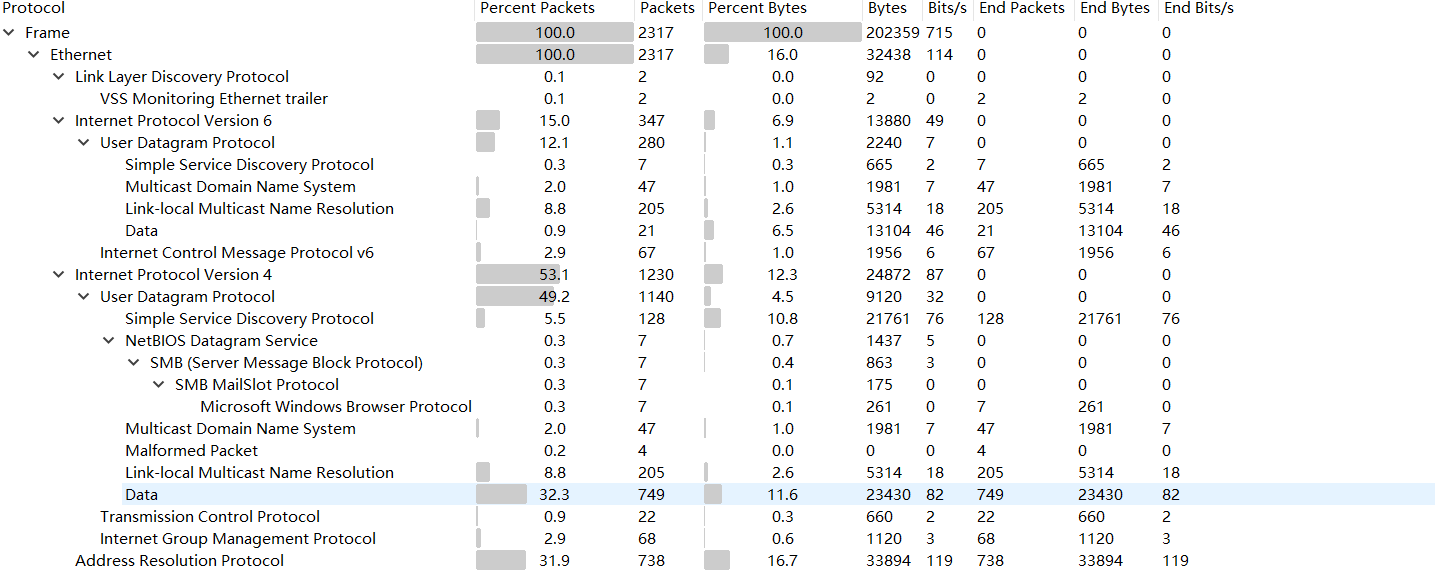 Protocol Percent Packets Packets Percent Bytes Bytes Bits/s End Packets End Bytes End Bits/s
Frame 100.0 2317 100.0 202359 715 0 0 0
Ethernet 100.0 2317 16.0 32438 114 0 0 0
Link Layer Discovery Protocol 0.1 2 0.0 92 0 0 0 0
VSS Monitoring Ethernet trailer 0.1 2 0.0 2 0 2 2 0
Internet Protocol Version 6 15.0 347 6.9 13880 49 0 0 0
User Datagram Protocol 12.1 280 1.1 2240 7 0 0 0
Simple Service Discovery Protocol 0.3 7 0.3 665 2 7 665 2
Multicast Domain Name System 2.0 47 1.0 1981 7 47 1981 7
Link-local Multicast Name Resolution 8.8 205 2.6 5314 18 205 5314 18
Data 0.9 21 6.5 13104 46 21 13104 46
Internet Control Message Protocol v6 2.9 67 1.0 1956 6 67 1956 6
Internet Protocol Version 4 53.1 1230 12.3 24872 87 0 0 0
User Datagram Protocol 49.2 1140 4.5 9120 32 0 0 0
Simple Service Discovery Protocol 5.5 128 10.8 21761 76 128 21761 76
NetBIOS Datagram Service 0.3 7 0.7 1437 5 0 0 0
SMB (Server Message Block Protocol) 0.3 7 0.4 863 3 0 0 0
SMB MailSlot Protocol 0.3 7 0.1 175 0 0 0 0
Microsoft Windows Browser Protocol 0.3 7 0.1 261 0 7 261 0
Multicast Domain Name System 2.0 47 1.0 1981 7 47 1981 7
Malformed Packet 0.2 4 0.0 0 0 4 0 0
Link-local Multicast Name Resolution 8.8 205 2.6 5314 18 205 5314 18
Data 32.3 749 11.6 23430 82 749 23430 82
Transmission Control Protocol 0.9 22 0.3 660 2 22 660 2
Internet Group Management Protocol 2.9 68 0.6 1120 3 68 1120 3
Address Resolution Protocol 31.9 738 16.7 33894 119 738 33894 119